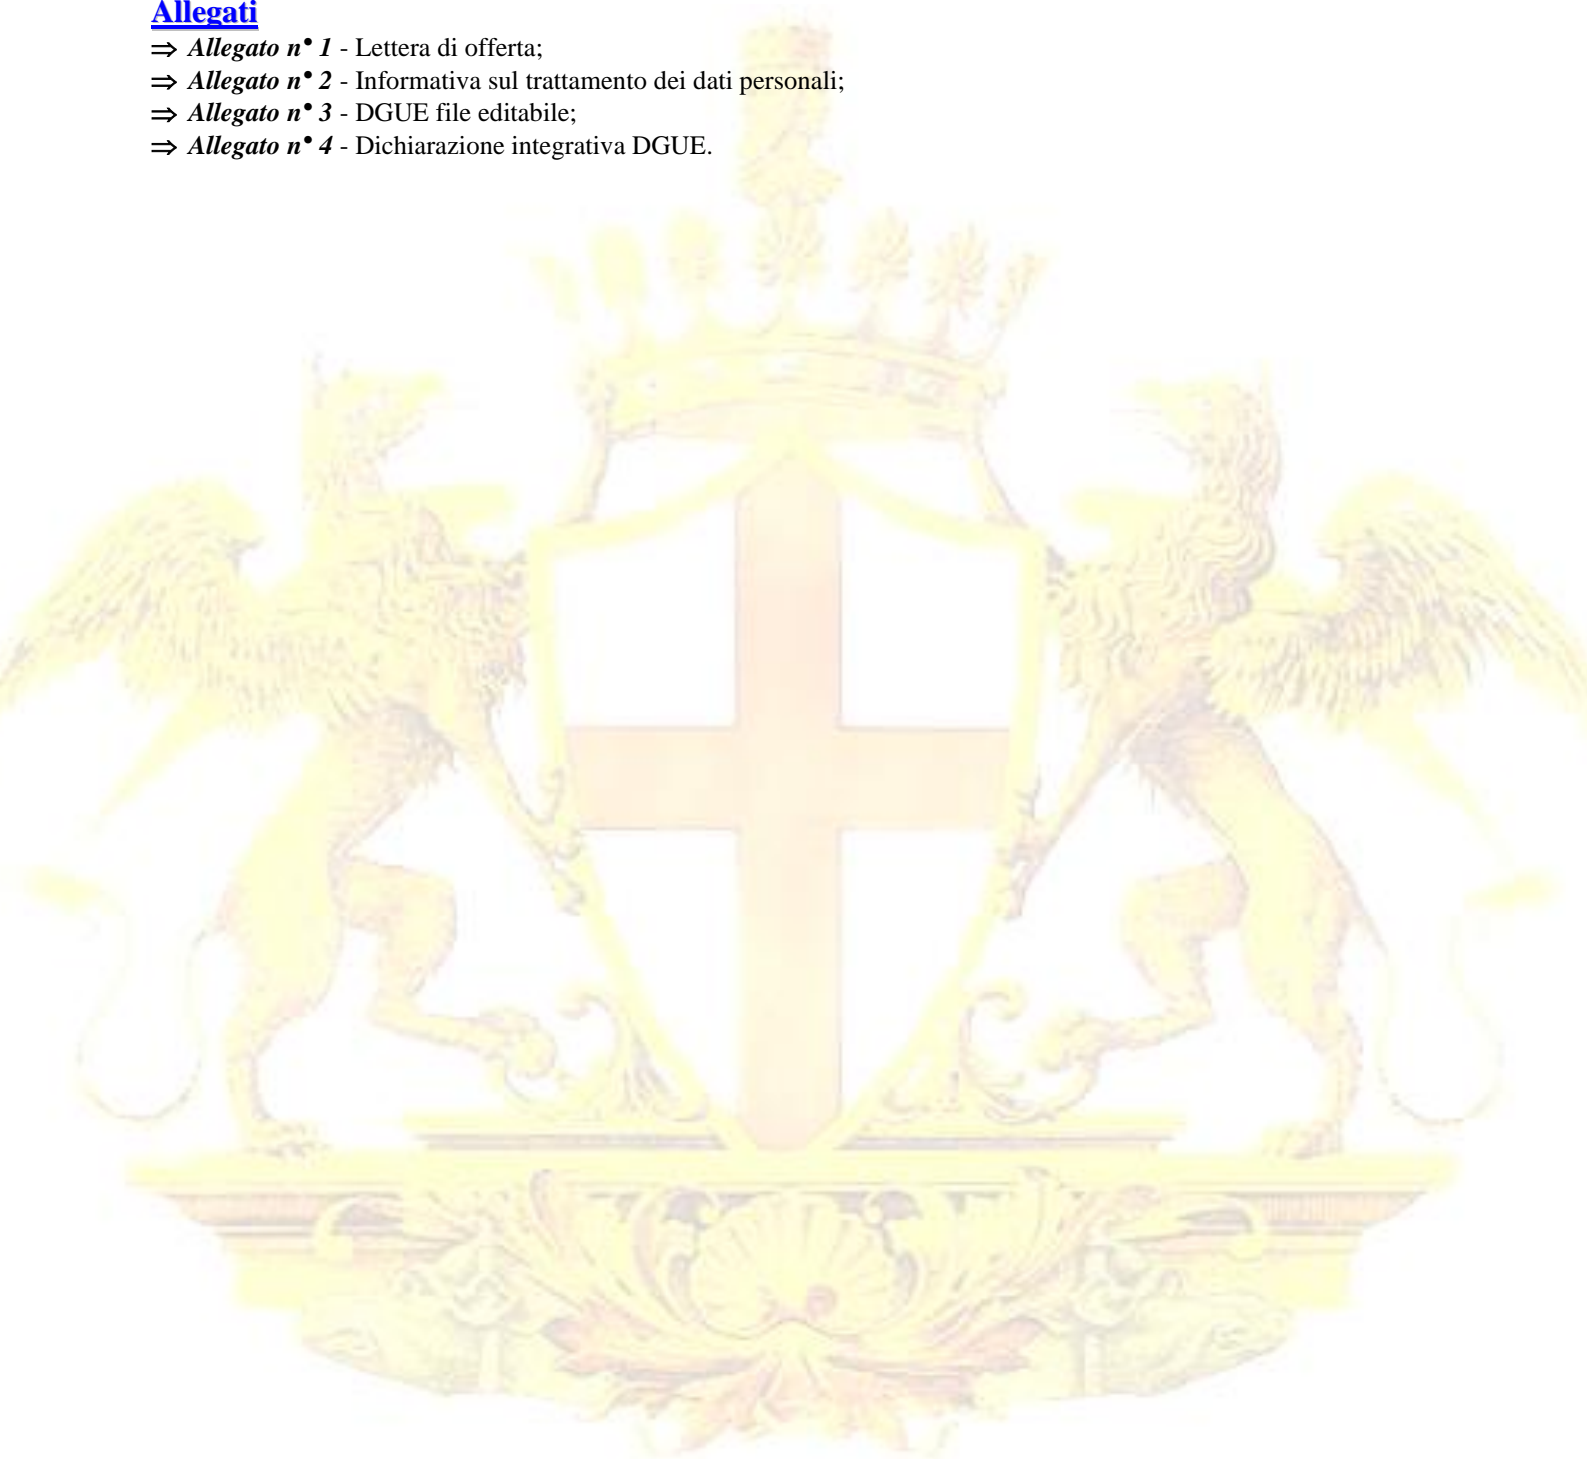 Allegati
⇒ Allegato n° 1 - Lettera di offerta;
⇒ Allegato n° 2 - Informativa sul trattamento dei dati personali;
⇒ Allegato n° 3 - DGUE file editabile;
⇒ Allegato n° 4 - Dichiarazione integrativa DGUE.